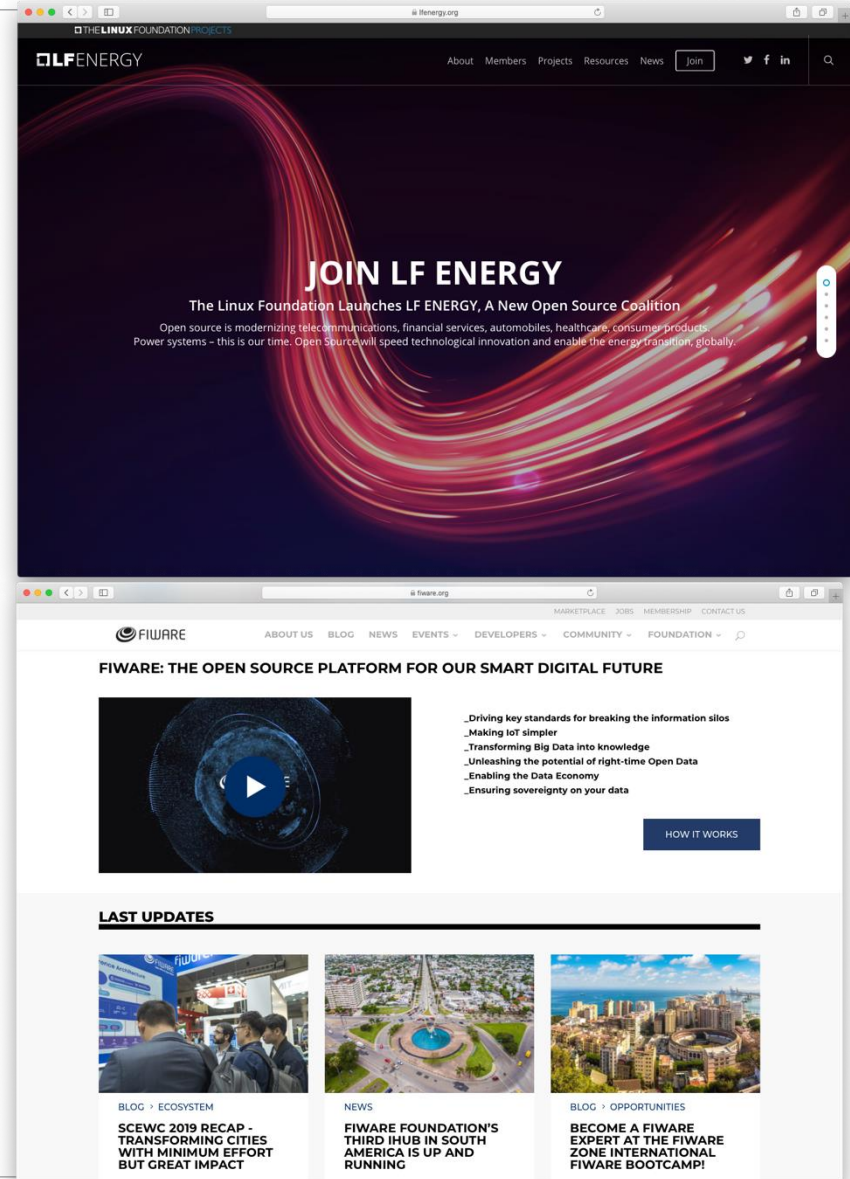 lfenergy.org
THE LINUX FOUNDATION PROJECTS
LFENERGY
About Members Projects Resources News Join
JOIN LF ENERGY
The Linux Foundation Launches LF ENERGY, A New Open Source Coalition
Open source is modernizing telecommunications, financial services, automobiles, healthcare, consumer products.
Power systems – this is our time. Open Source will speed technological innovation and enable the energy transition, globally.
fiware.org
MARKETPLACE JOBS MEMBERSHIP CONTACT US
FIWARE
ABOUT US BLOG NEWS EVENTS DEVELOPERS COMMUNITY FOUNDATION
FIWARE: THE OPEN SOURCE PLATFORM FOR OUR SMART DIGITAL FUTURE
_Driving key standards for breaking the information silos
_Making IoT simpler
_Transforming Big Data into knowledge
_Unleashing the potential of right-time Open Data
_Enabling the Data Economy
_Ensuring sovereignty on your data
HOW IT WORKS
LAST UPDATES
BLOG > ECOSYSTEM
SCEWC 2019 RECAP -
TRANSFORMING CITIES
WITH MINIMUM EFFORT
BUT GREAT IMPACT
NEWS
FIWARE FOUNDATION'S
THIRD IHUB IN SOUTH
AMERICA IS UP AND
RUNNING
BLOG > OPPORTUNITIES
BECOME A FIWARE
EXPERT AT THE FIWARE
ZONE INTERNATIONAL
FIWARE BOOTCAMP!